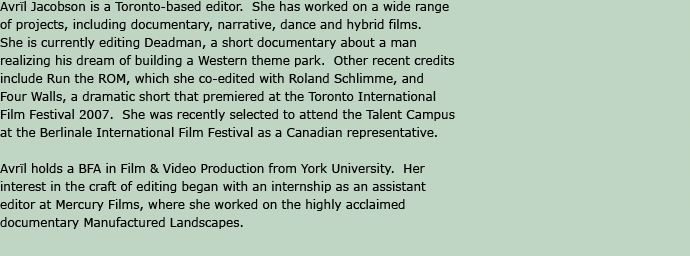 Avrïl Jacobson is a Toronto-based editor.  She has worked on a wide range
of projects, including documentary, narrative, dance and hybrid films.
She is currently editing Deadman, a short documentary about a man
realizing his dream of building a Western theme park.  Other recent credits
include Run the ROM, which she co-edited with Roland Schlimme, and
Four Walls, a dramatic short that premiered at the Toronto International
Film Festival 2007.  She was recently selected to attend the Talent Campus
at the Berlinale International Film Festival as a Canadian representative.

Avrïl holds a BFA in Film & Video Production from York University.  Her
interest in the craft of editing began with an internship as an assistant
editor at Mercury Films, where she worked on the highly acclaimed
documentary Manufactured Landscapes.